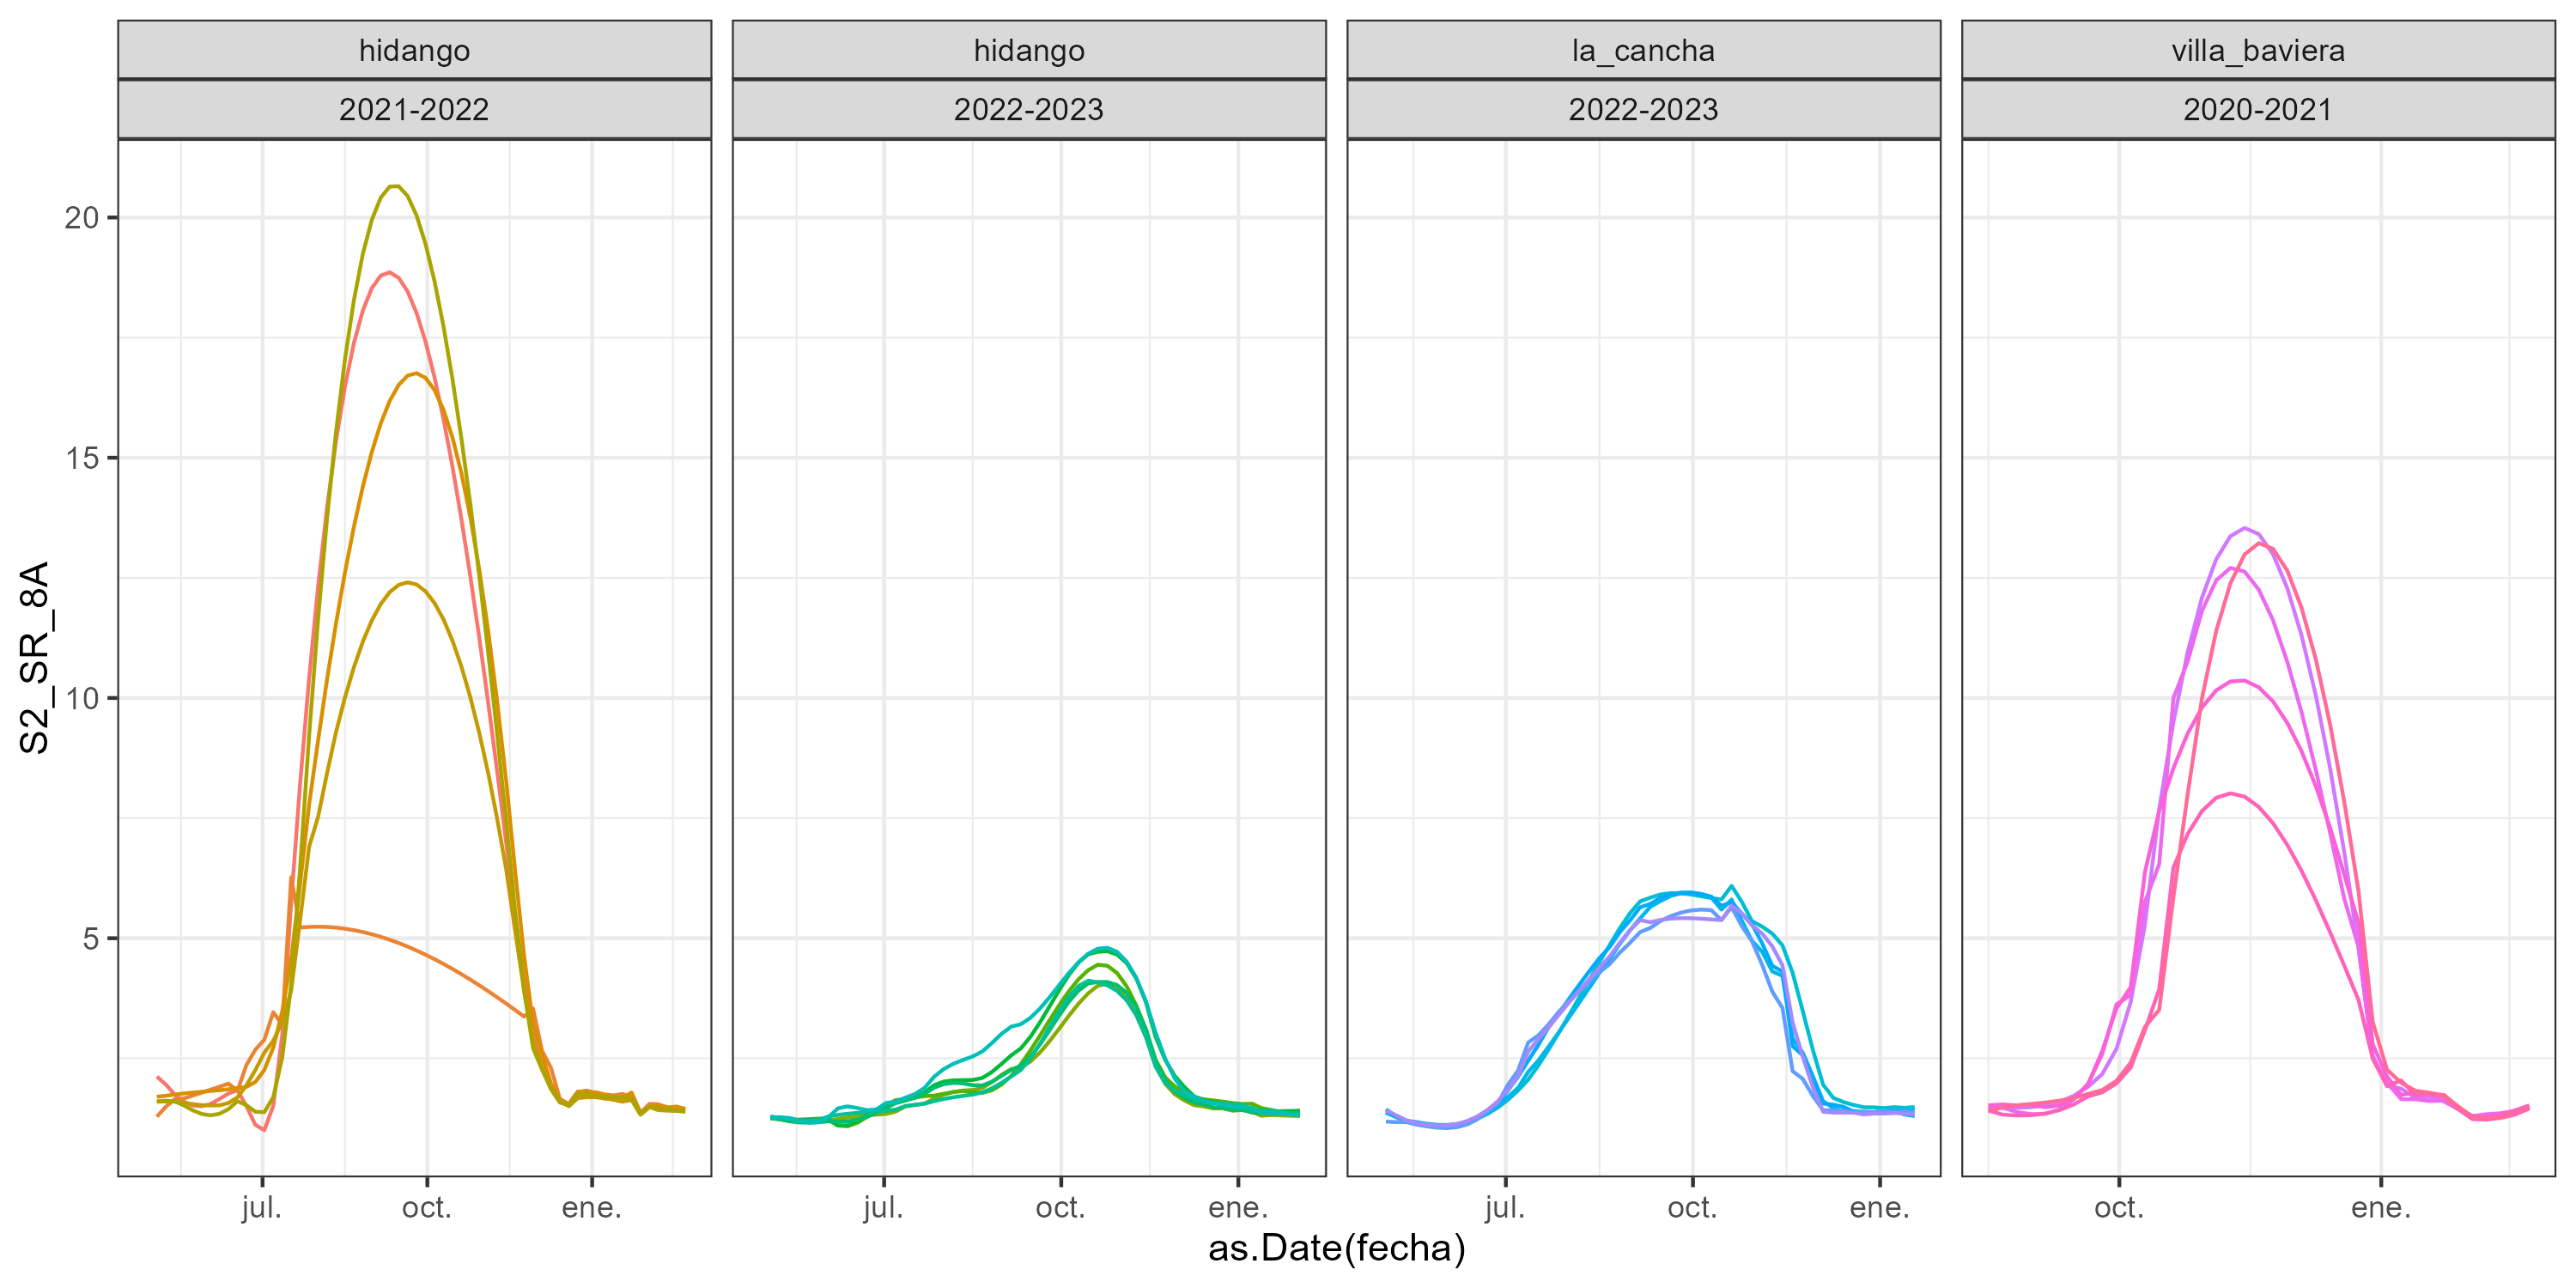 hidango hidango la_cancha villa_baviera
2021-2022 2022-2023 2022-2023 2020-2021
20
15
10
5
S2_SR_8A
jul. oct. ene. jul. oct. ene. jul. oct. ene. oct. ene.
as.Date(fecha)